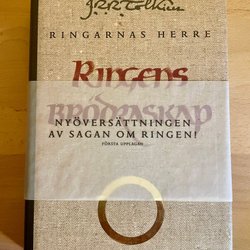 J.R.R. Tolkien
RINGARNAS HERRE
RINGENS
BRÖDRASKAP
NYÖVERSÄTTNINGEN
AV SAGAN OM RINGEN!
FÖRSTA UPPLAGAN